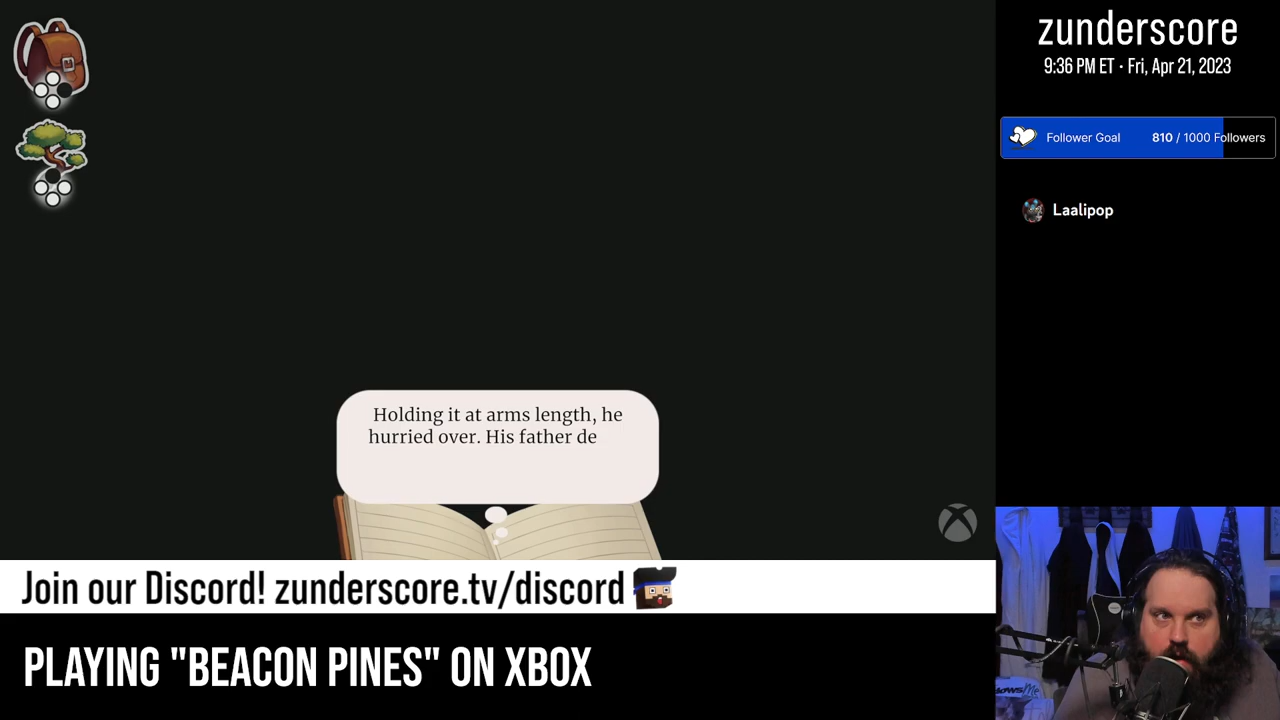 zunderscore
9:36 PM ET · Fri, Apr 21, 2023
Follower Goal 810 / 1000 Followers
Laalipop
Holding it at arms length, he
hurried over. His father de
Join our Discord! zunderscore.tv/discord
PLAYING "BEACON PINES" ON XBOX